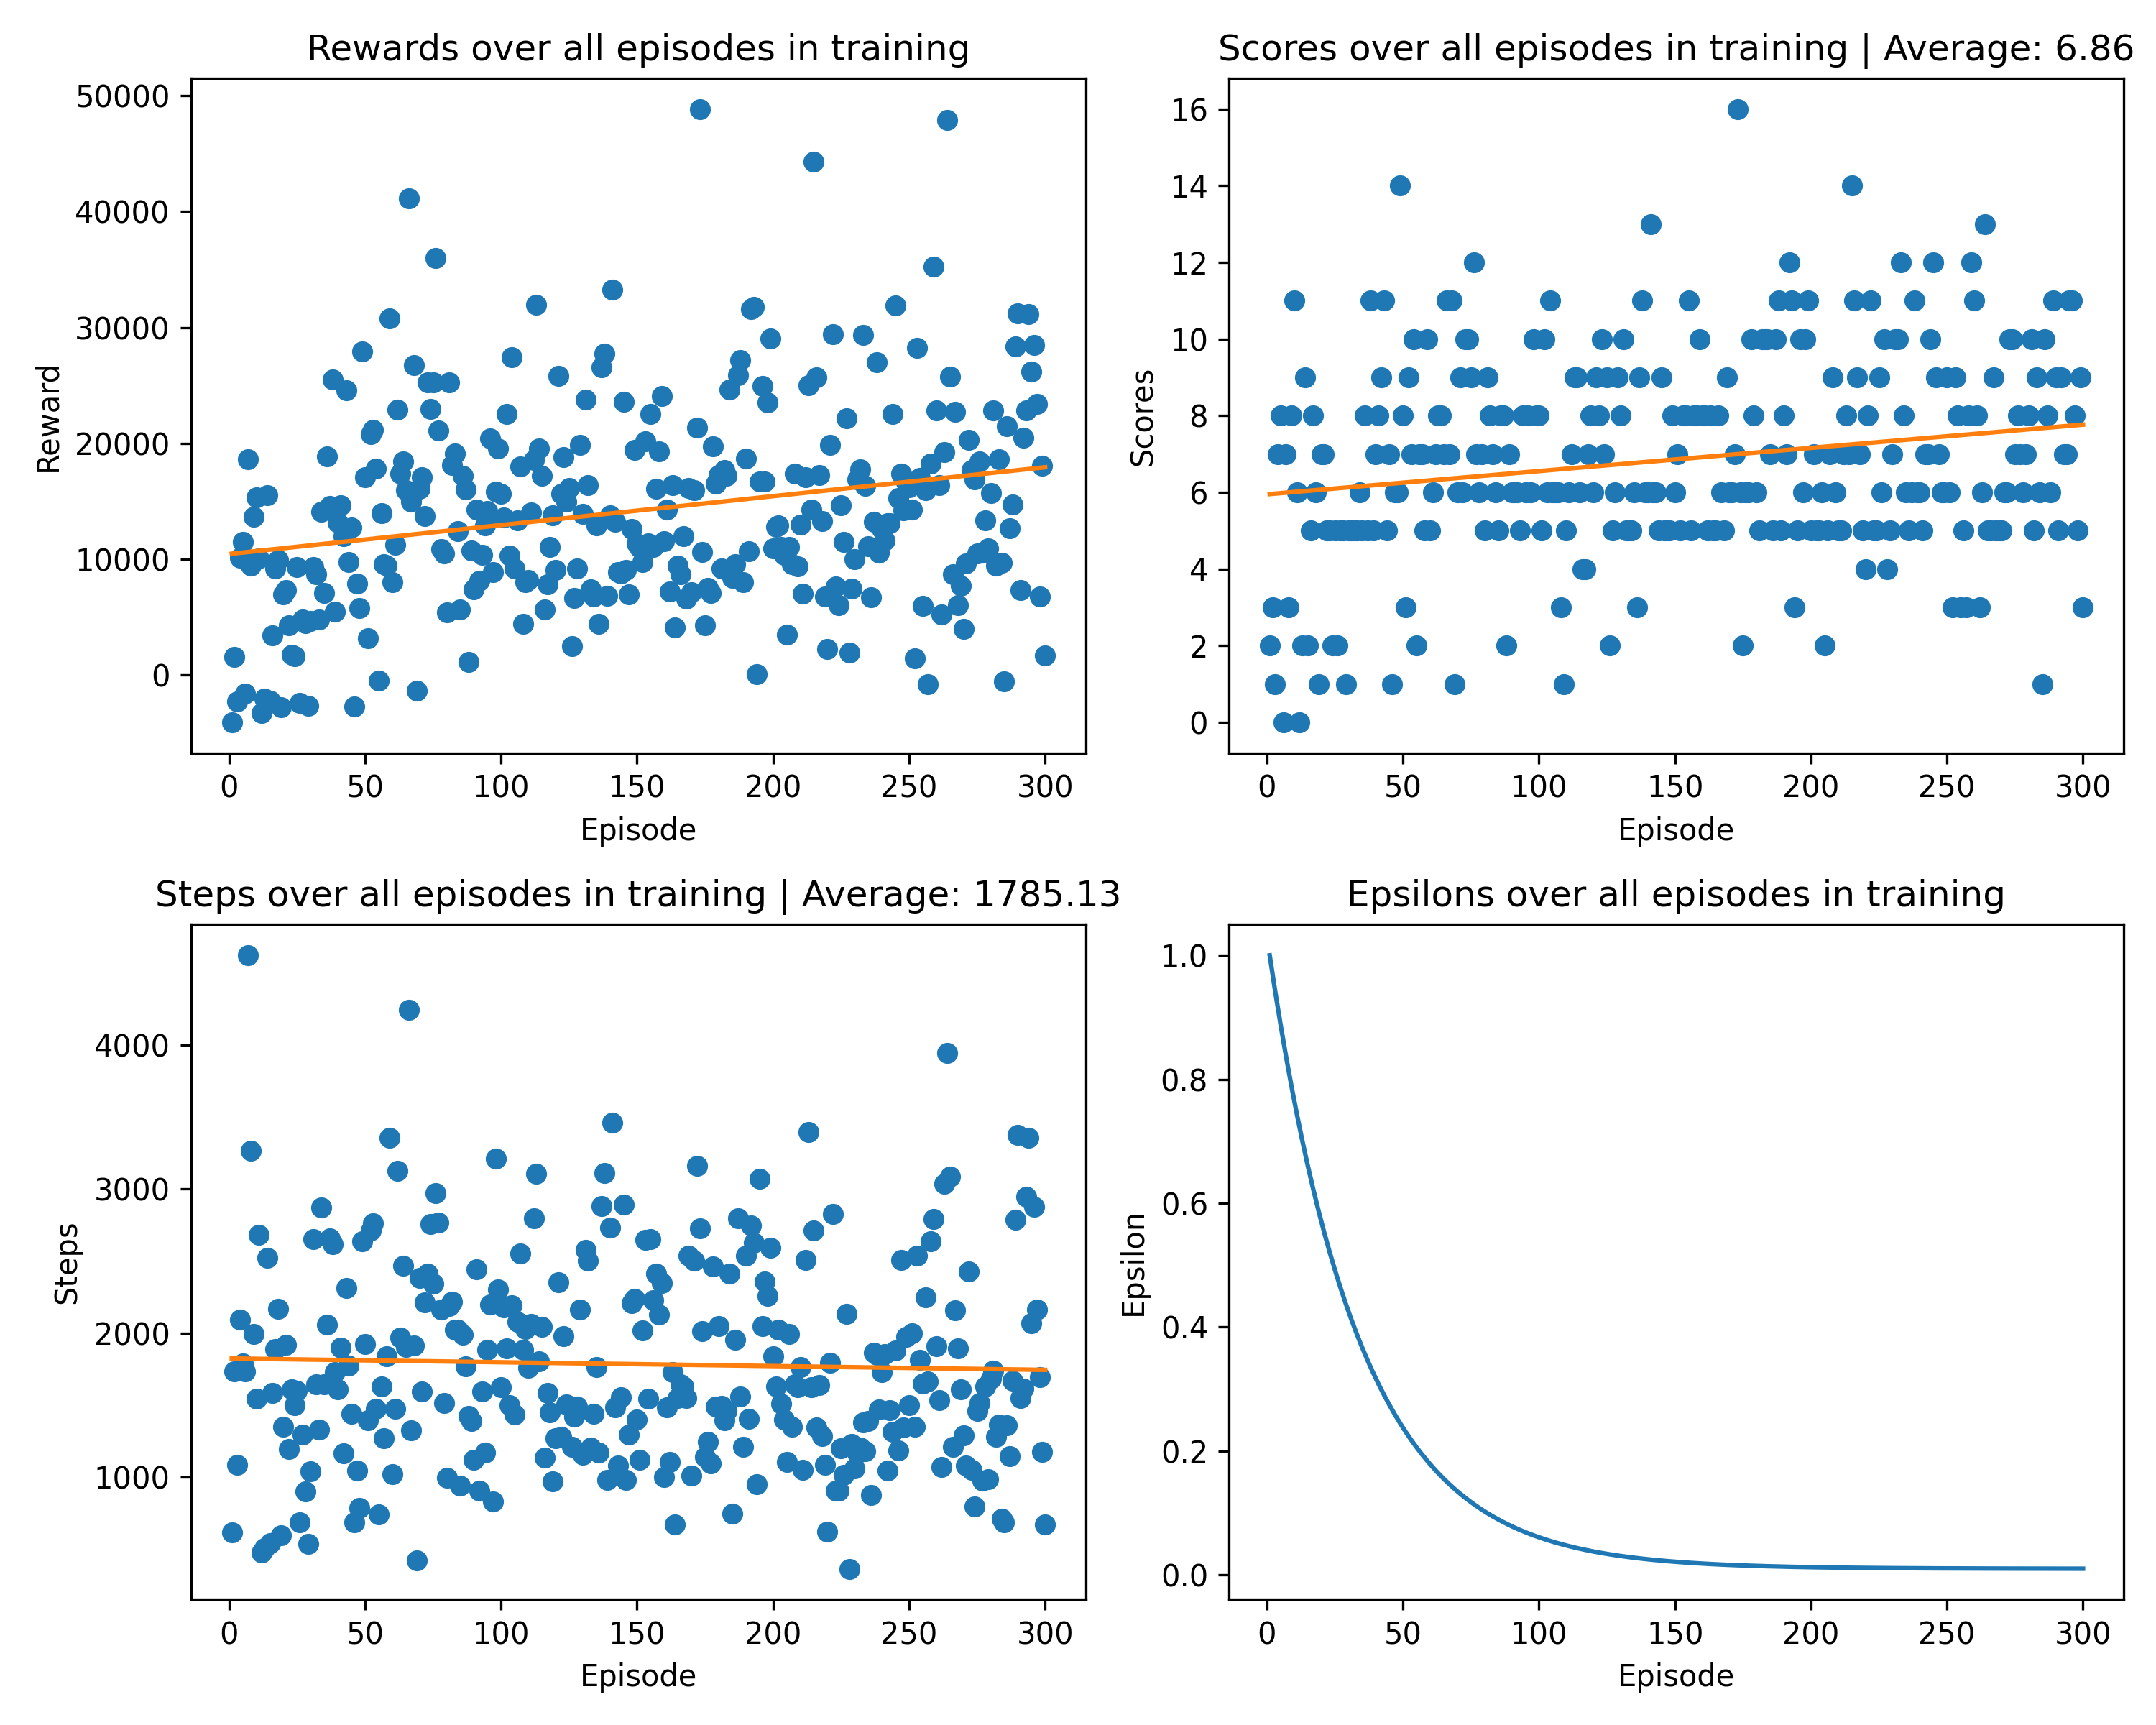 Rewards over all episodes in training
50000
40000
30000
20000
10000
0
Reward
0 50 100 150 200 250 300
Episode
Scores over all episodes in training | Average: 6.86
16
14
12
10
8
6
4
2
0
Scores
0 50 100 150 200 250 300
Episode
Steps over all episodes in training | Average: 1785.13
4000
3000
2000
1000
Steps
0 50 100 150 200 250 300
Episode
Epsilons over all episodes in training
1.0
0.8
0.6
0.4
0.2
0.0
Epsilon
0 50 100 150 200 250 300
Episode